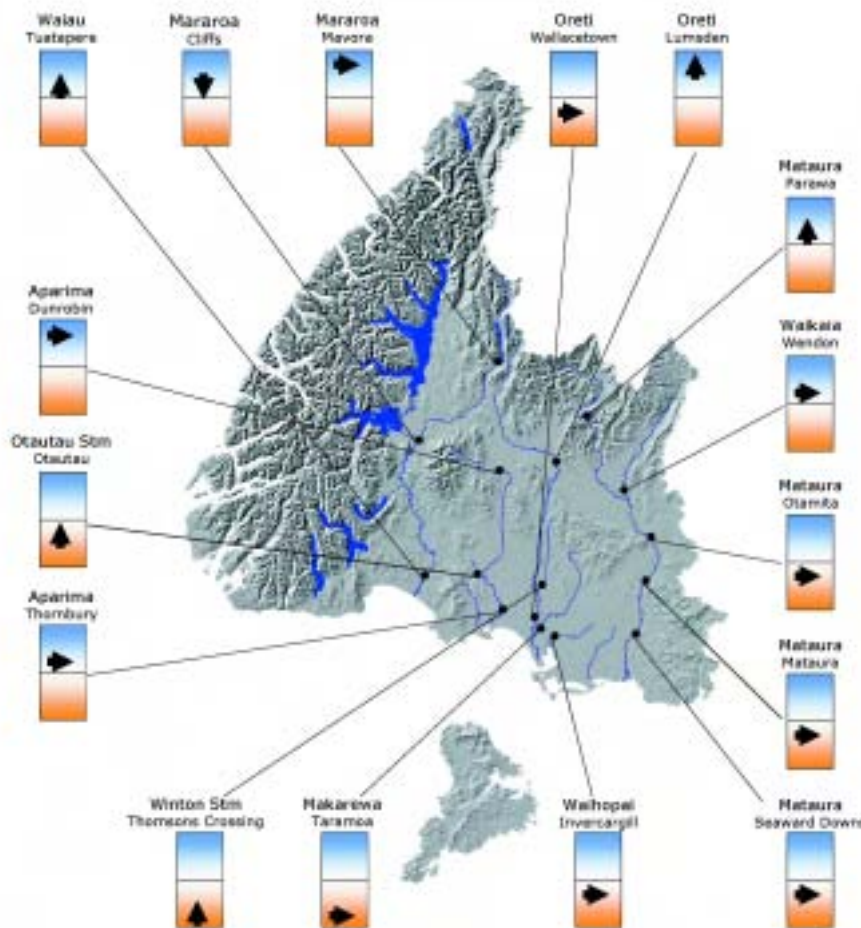 Waiau
Tuatapere
Mararoa
Cliffs
Mararoa
Mavora
Oreti
Wallacetown
Oreti
Lumsden
Mataura
Parawa
Aparima
Dunrobin
Waikaia
Wendon
Otautau Stm
Otautau
Mataura
Otamita
Aparima
Thornbury
Mataura
Mataura
Winton Stm
Thomsons Crossing
Makarewa
Taramoa
Waihopai
Invercargill
Mataura
Seaward Downs